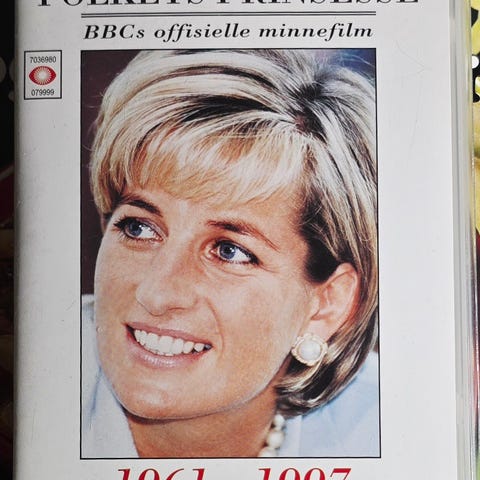 FOLKETS PRINSESSE
BBCs offisielle minnefilm
7036980
079999
1961 - 1997